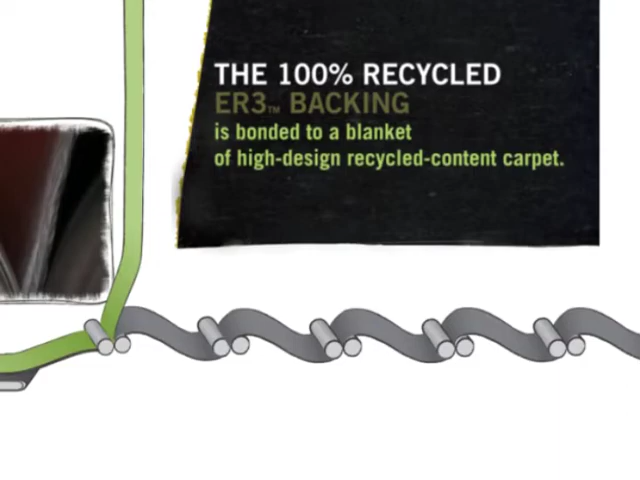 THE 100% RECYCLED
ER3™ BACKING
is bonded to a blanket
of high-design recycled-content carpet.